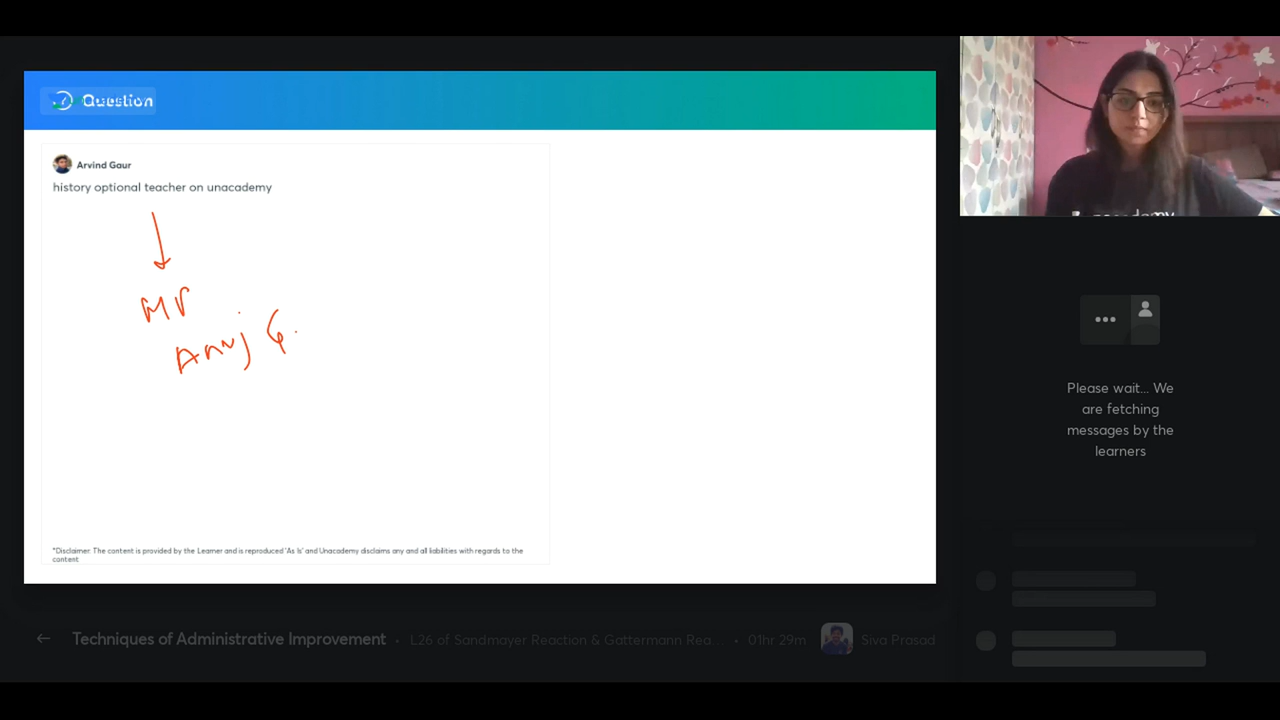 Question
Arvind Gaur
history optional teacher on unacademy
Mr
Anuj G.
*Disclaimer: The content is provided by the Learner and is reproduced 'As Is' and Unacademy disclaims any and all liabilities with regards to the
content
Please wait... We
are fetching
messages by the
learners
Techniques of Administrative Improvement • L26 of Sandmayer Reaction & Gattermann Rea... • 01hr 29m Siva Prasad